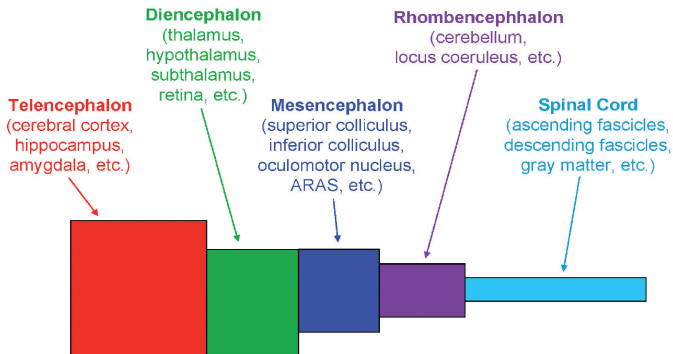 Telencephalon
(cerebral cortex,
hippocampus,
amygdala, etc.)
Diencephalon
(thalamus,
hypothalamus,
subthalamus,
retina, etc.)
Mesencephalon
(superior colliculus,
inferior colliculus,
oculomotor nucleus,
ARAS, etc.)
Rhombencephhalon
(cerebellum,
locus coeruleus, etc.)
Spinal Cord
(ascending fascicles,
descending fascicles,
gray matter, etc.)